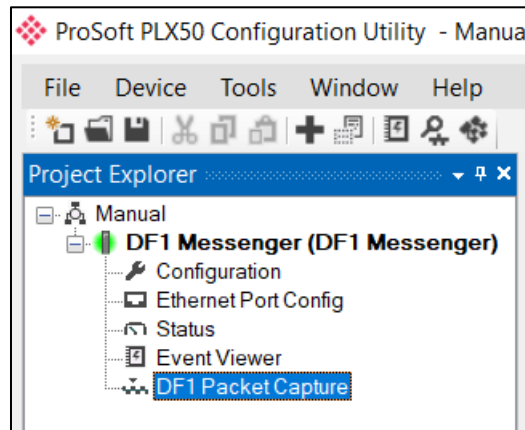 ProSoft PLX50 Configuration Utility - Manua
File Device Tools Window Help
Project Explorer
Manual
DF1 Messenger (DF1 Messenger)
Configuration
Ethernet Port Config
Status
Event Viewer
DF1 Packet Capture